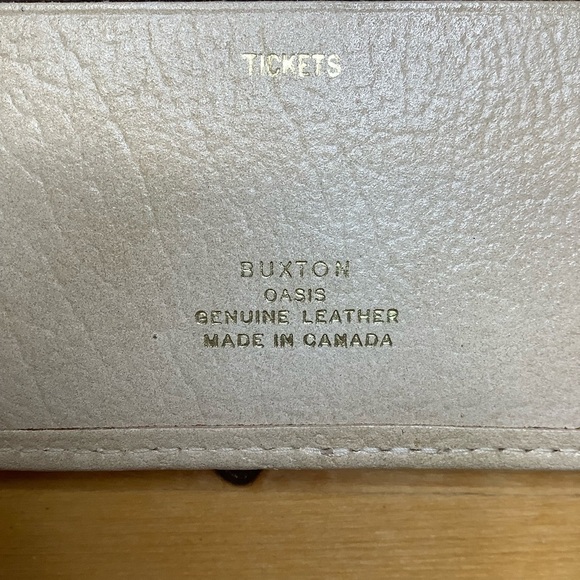 TICKETS
BUXTON
OASIS
GENUINE LEATHER
MADE IN CANADA